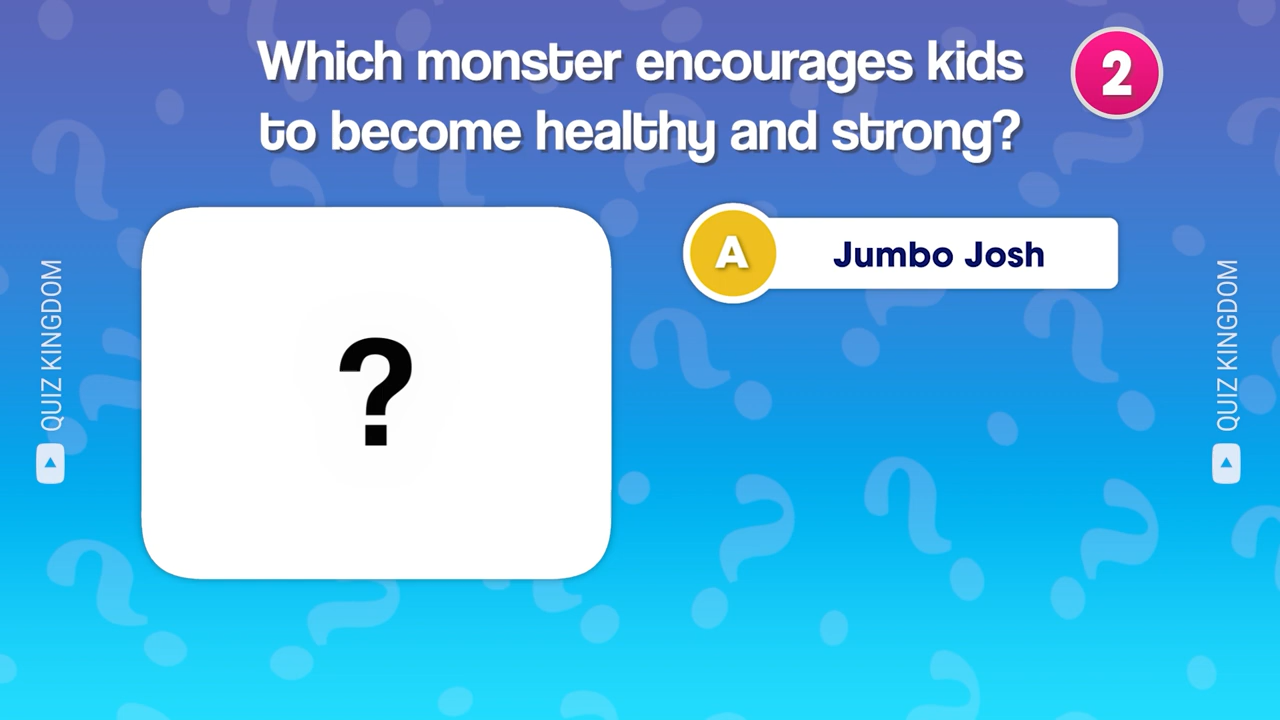 Which monster encourages kids
to become healthy and strong?
2
?
A
Jumbo Josh
QUIZ KINGDOM
QUIZ KINGDOM